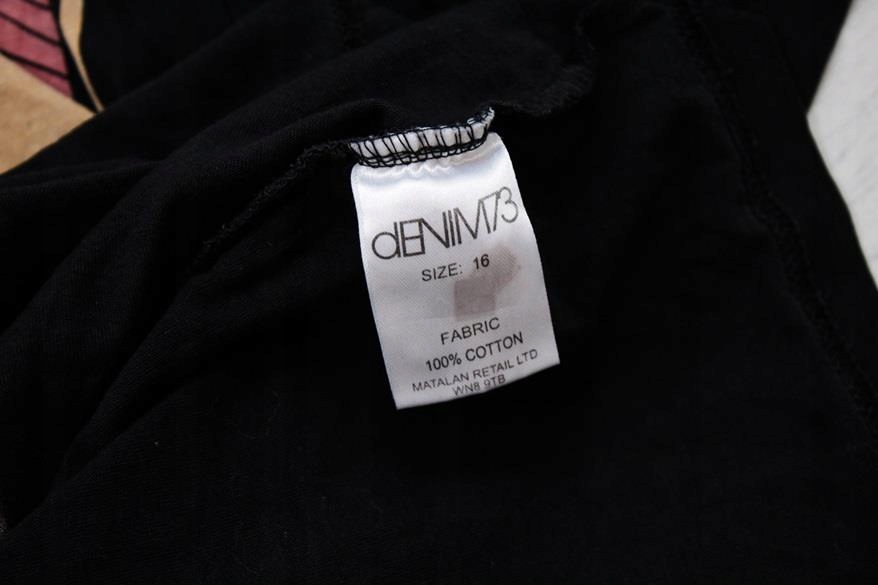 dENIM73
SIZE: 16
FABRIC
100% COTTON
MATALAN RETAIL LTD
WN8 9TB